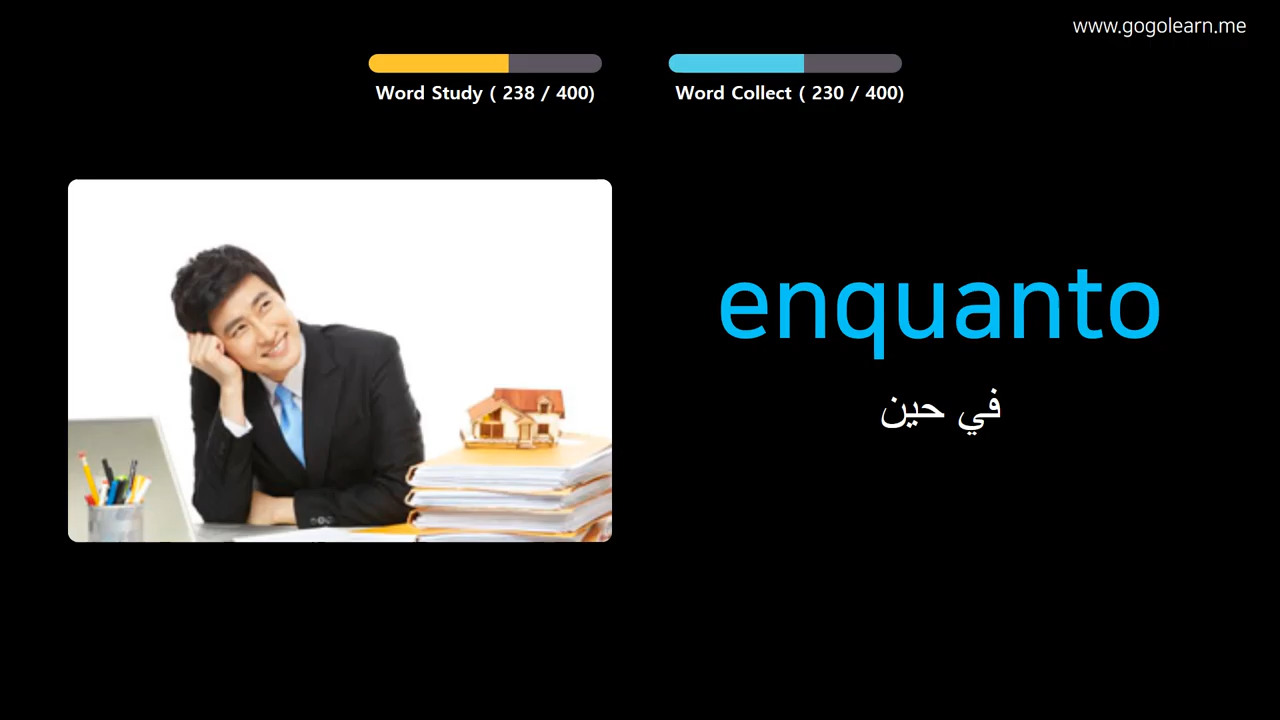 www.gogolearn.me
Word Study ( 238 / 400)
Word Collect ( 230 / 400)
enquanto
في حين